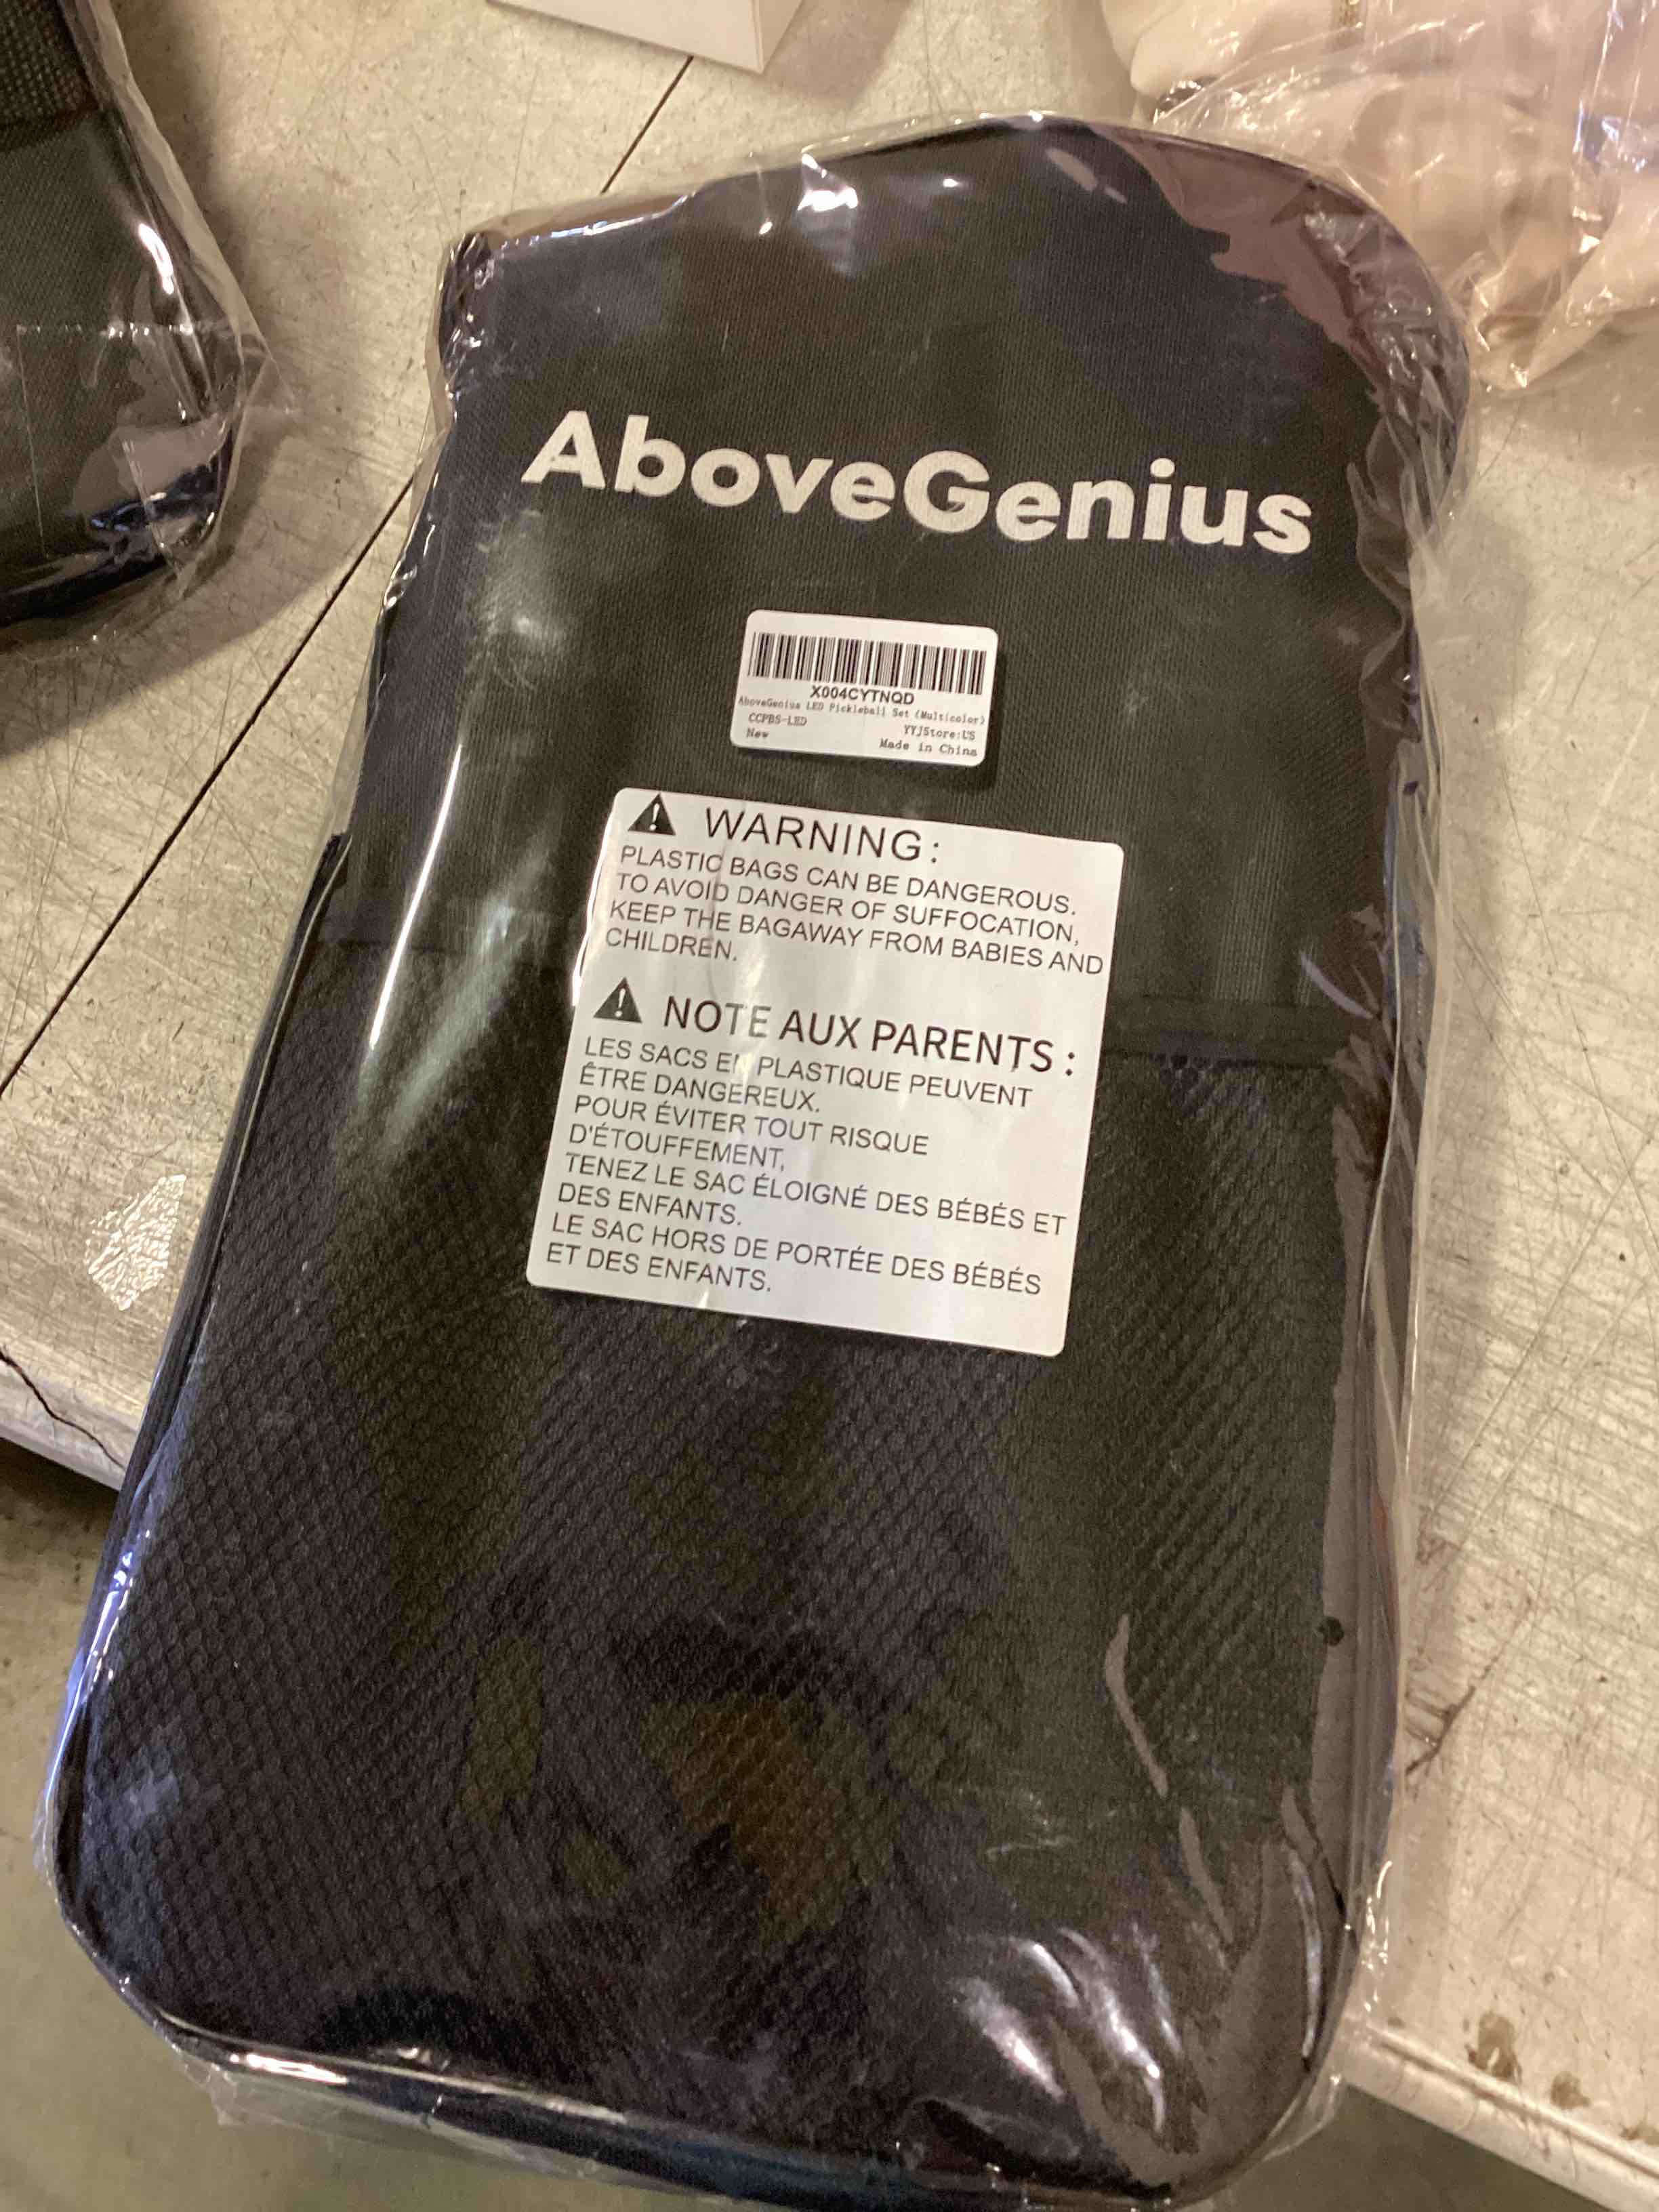 AboveGenius
X004CYTNQD
AboveGenius LED Pickleball Set (Multicolor)
CCPBS-LED YYJStore:US
New Made in China
WARNING:
PLASTIC BAGS CAN BE DANGEROUS.
TO AVOID DANGER OF SUFFOCATION,
KEEP THE BAGAWAY FROM BABIES AND
CHILDREN.
NOTE AUX PARENTS :
LES SACS EN PLASTIQUE PEUVENT
ÊTRE DANGEREUX.
POUR ÉVITER TOUT RISQUE
D'ÉTOUFFEMENT,
TENEZ LE SAC ÉLOIGNÉ DES BÉBÉS ET
DES ENFANTS.
LE SAC HORS DE PORTÉE DES BÉBÉS
ET DES ENFANTS.